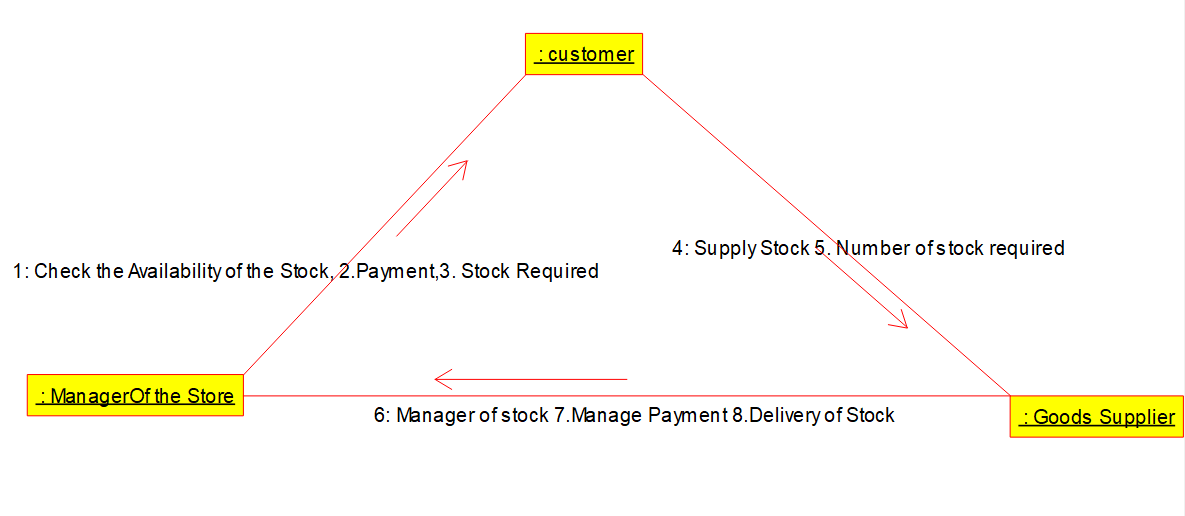 : customer
4: Supply Stock 5. Number of stock required
1: Check the Availability of the Stock, 2.Payment,3. Stock Required
: ManagerOf the Store
6: Manager of stock 7.Manage Payment 8.Delivery of Stock
: Goods Supplier